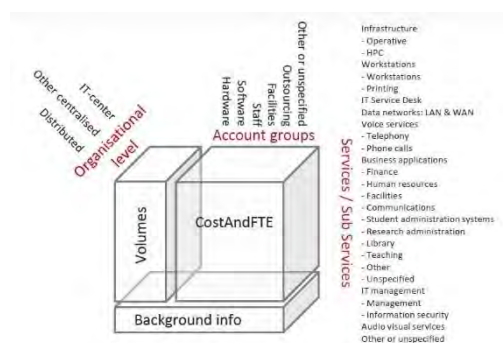 IT-center
Other centralised
Distributed
Organisational
level
Hardware
Software
Staff
Facilities
Outsourcing
Other or unspecified
Account groups
Volumes
CostAndFTE
Background info
Services / Sub Services
Infrastructure
- Operative
- HPC
Workstations
- Workstations
- Printing
IT Service Desk
Data networks: LAN & WAN
Voice services
- Telephony
- Phone calls
Business applications
- Finance
- Human resources
- Facilities
- Communications
- Student administration systems
- Research administration
- Library
- Teaching
- Other
- Unspecified
IT management
- Management
- Information security
Audio visual services
Other or unspecified